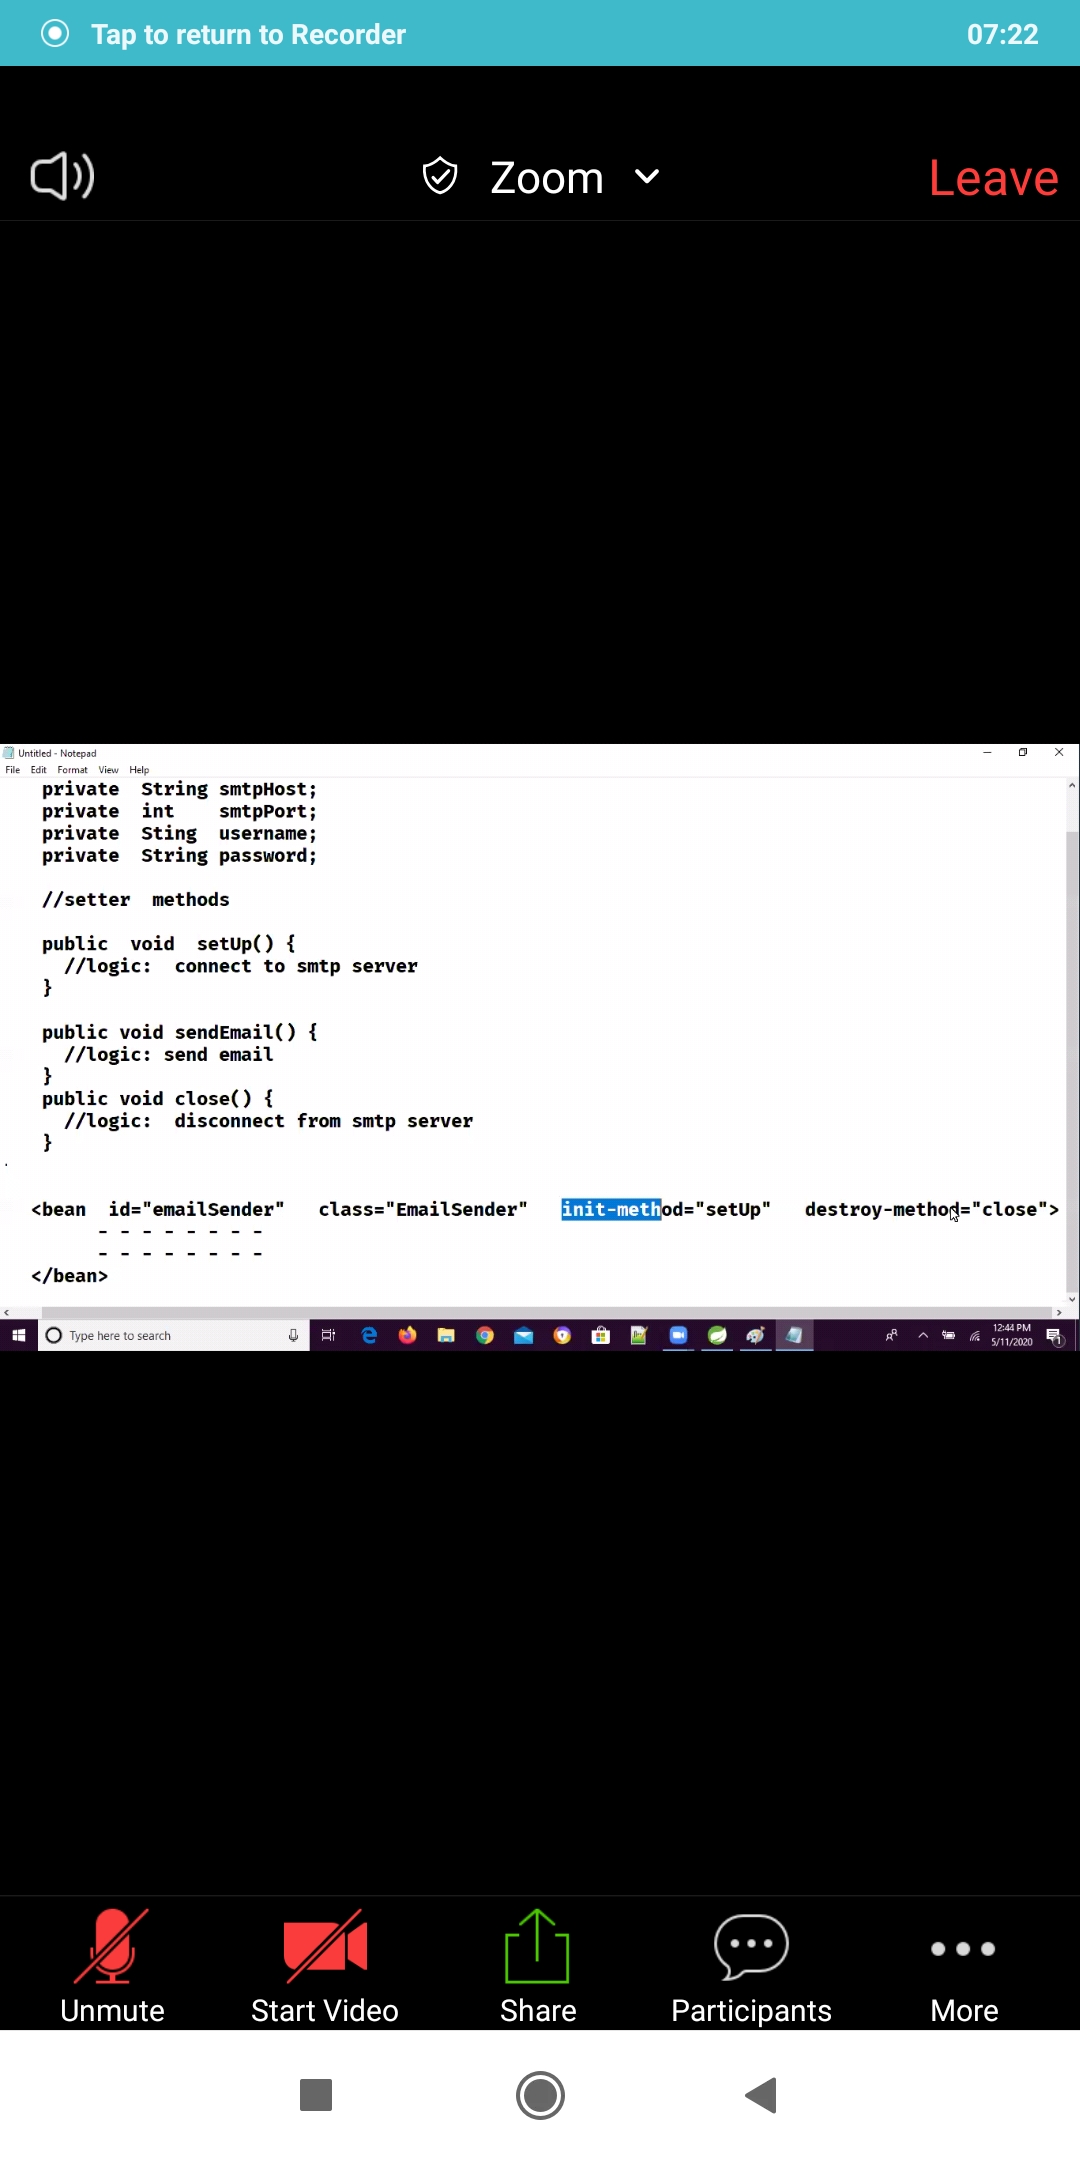 Tap to return to Recorder 07:22
Zoom Leave
Untitled - Notepad
File Edit Format View Help
private  String smtpHost;
private  int    smtpPort;
private  Sting  username;
private  String password;
//setter  methods
public  void  setUp() {
//logic:  connect to smtp server
}
public void sendEmail() {
//logic: send email
}
public void close() {
//logic:  disconnect from smtp server
}
<bean  id="emailSender"   class="EmailSender"   init-method="setUp"   destroy-method="close">
- - - - - - - -
- - - - - - - -
</bean>
Type here to search
12:44 PM
5/11/2020
1
Unmute Start Video Share Participants More